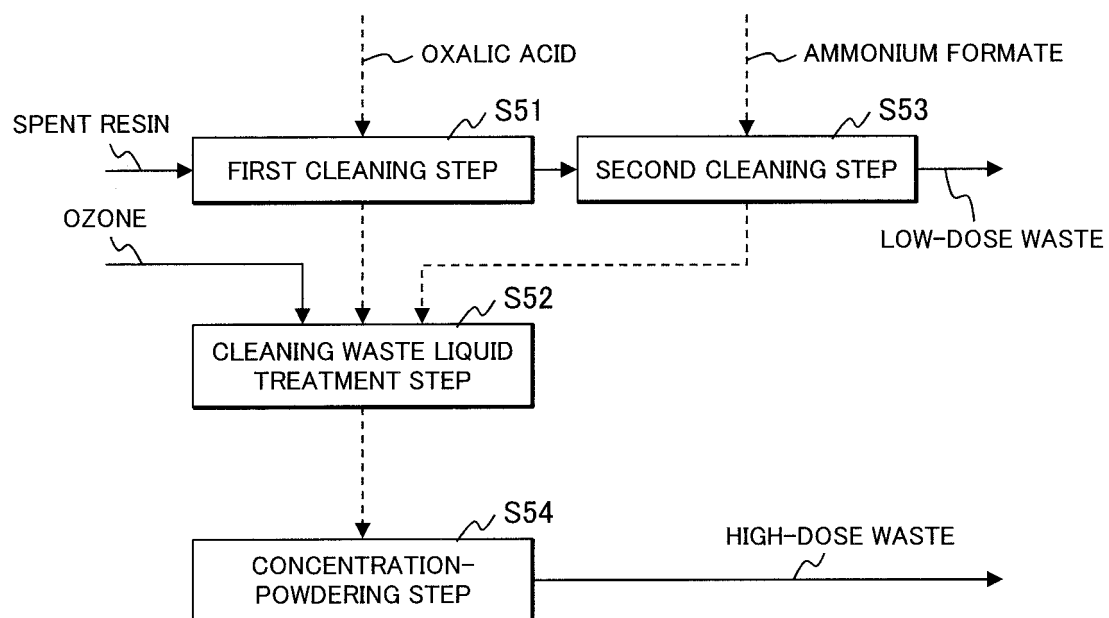 OXALIC ACID
AMMONIUM FORMATE
S51
S53
SPENT RESIN
FIRST CLEANING STEP
SECOND CLEANING STEP
OZONE
LOW-DOSE WASTE
S52
CLEANING WASTE LIQUID
TREATMENT STEP
S54
HIGH-DOSE WASTE
CONCENTRATION-
POWDERING STEP